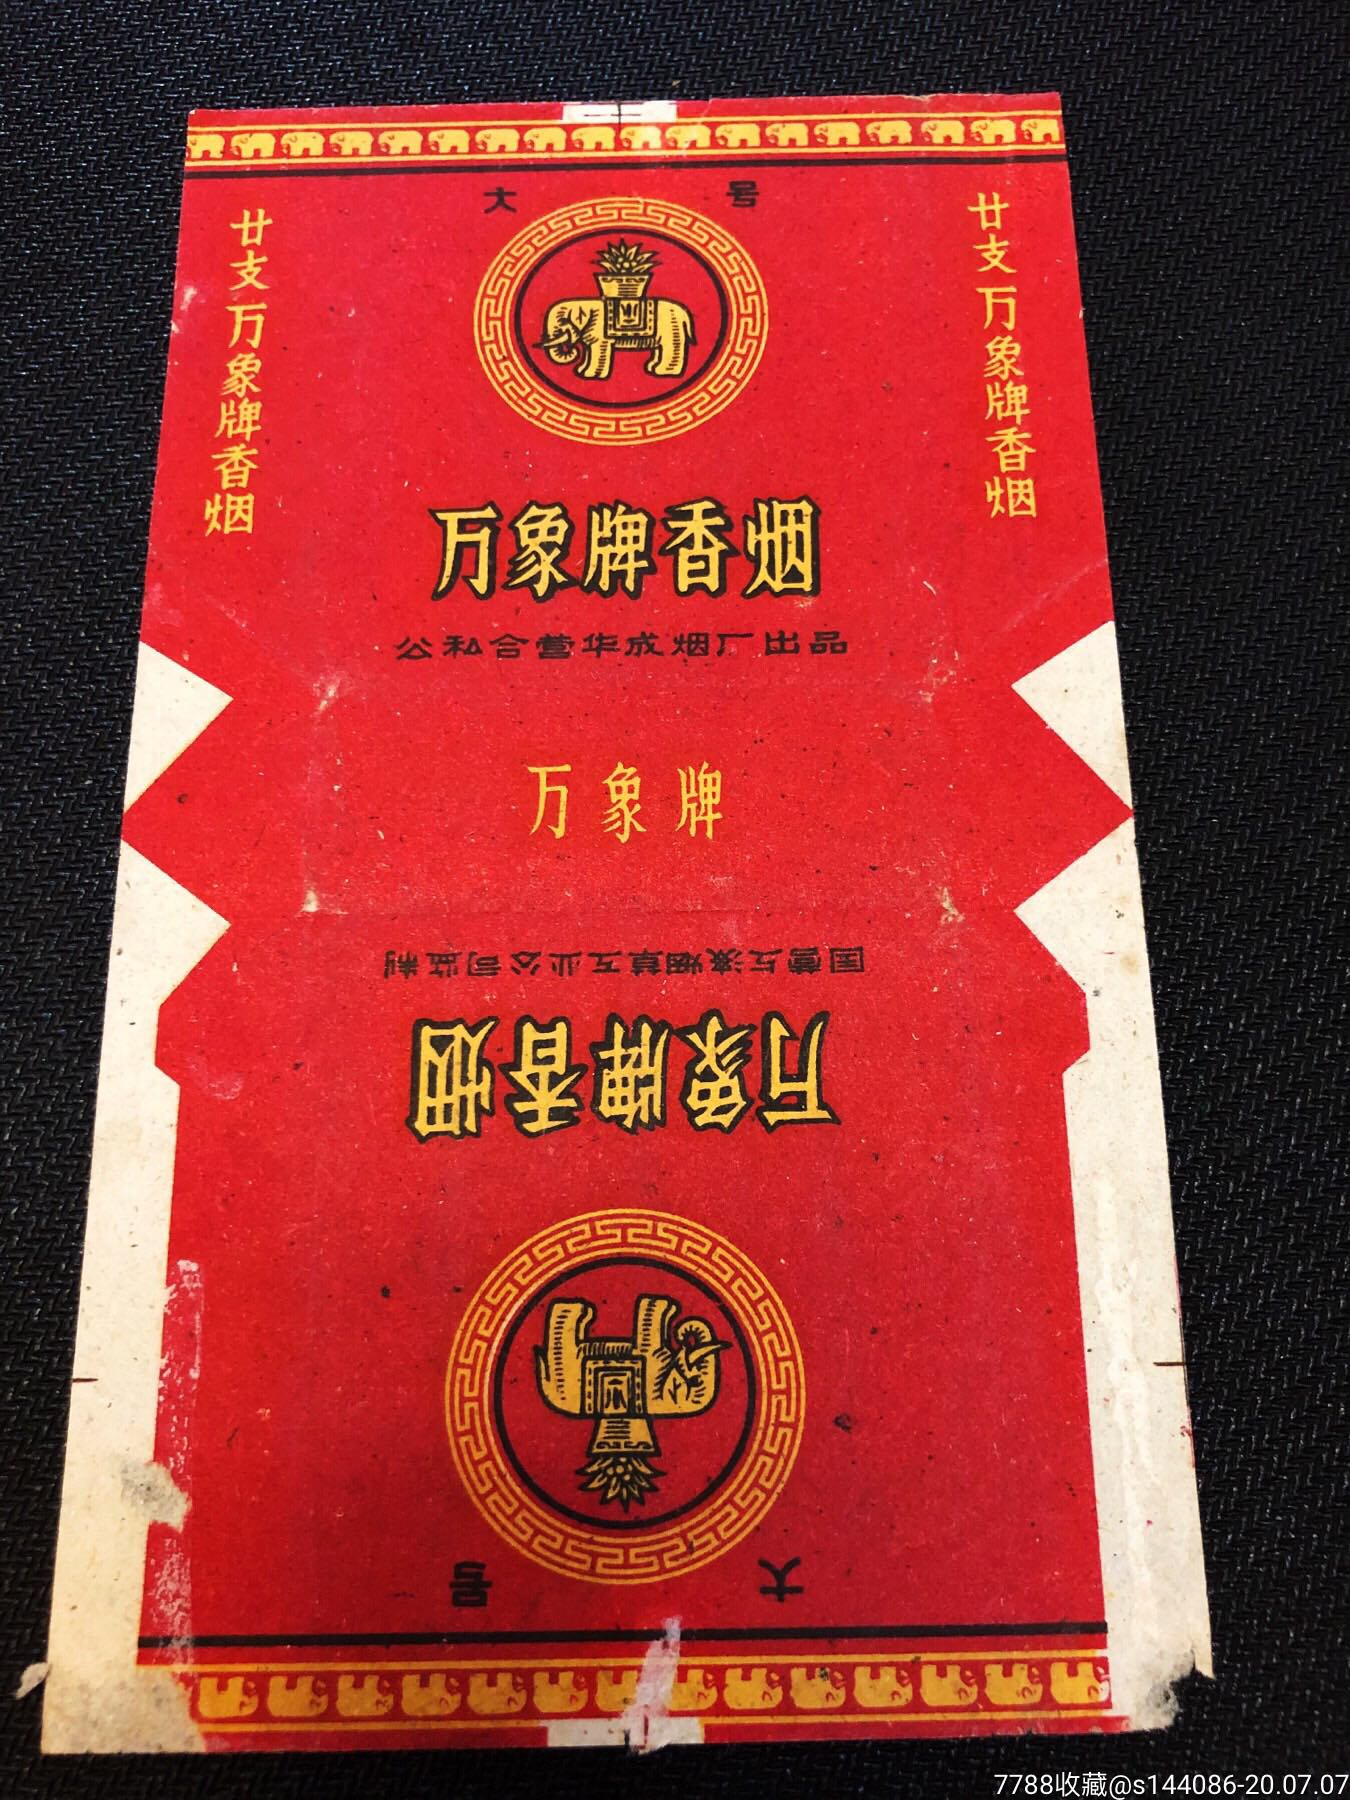 大 号
廿支万象牌香烟
廿支万象牌香烟
万象牌香烟
公私合营华成烟厂出品
万象牌
国营上海烟草工业公司监制
万象牌香烟
大 号
7788收藏@s144086-20.07.07